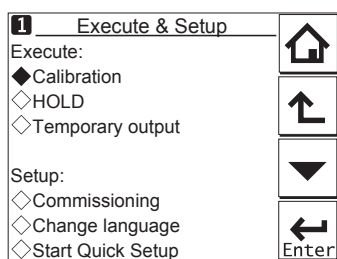 1 Execute & Setup
Execute:
◆Calibration
◇HOLD
◇Temporary output
Setup:
◇Commissioning
◇Change language
◇Start Quick Setup
Enter